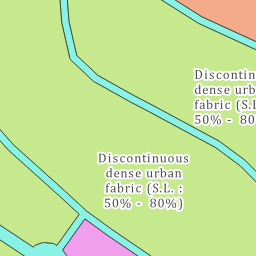 Discontin
dense urb
fabric (S.L
50% - 80
Discontinuous
dense urban
fabric (S.L. :
50% - 80%)